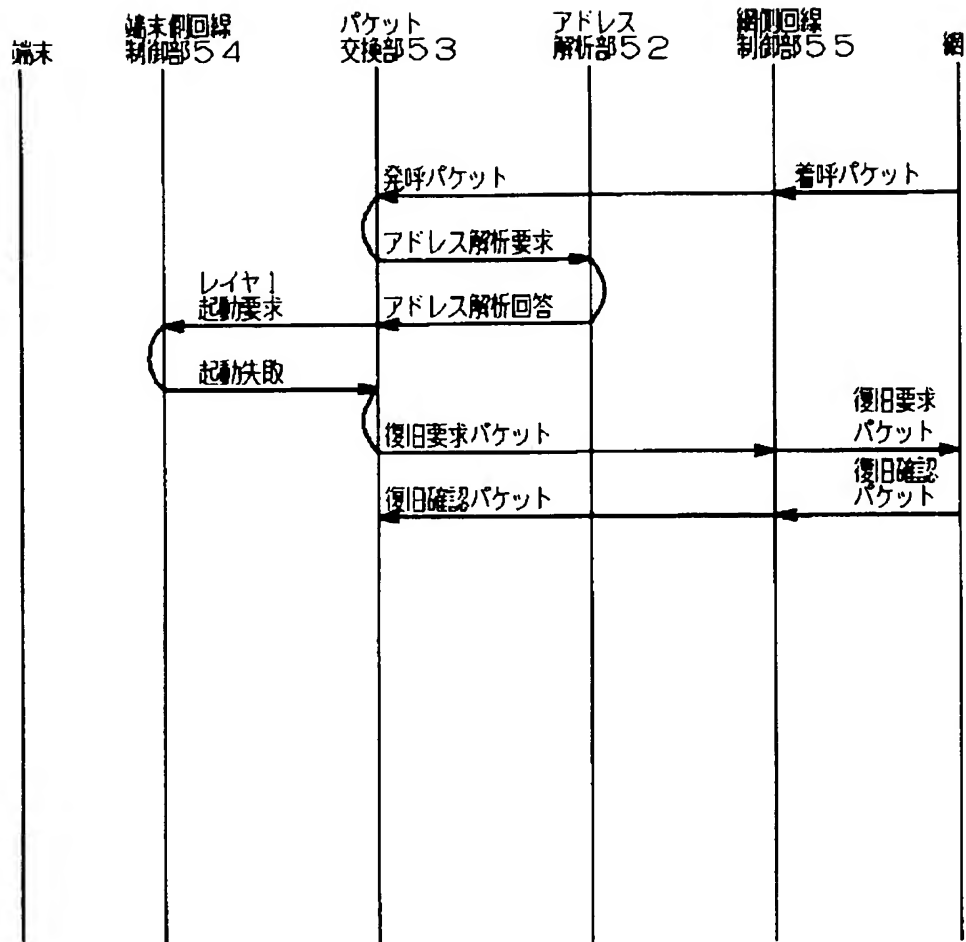 端末
端末側回線
制御部54
パケット
交換部53
アドレス
解析部52
網側回線
制御部55
網
発呼パケット
着呼パケット
アドレス解析要求
レイヤ1
起動要求
アドレス解析回答
起動失敗
復旧要求パケット
復旧要求
パケット
復旧確認パケット
復旧確認
パケット